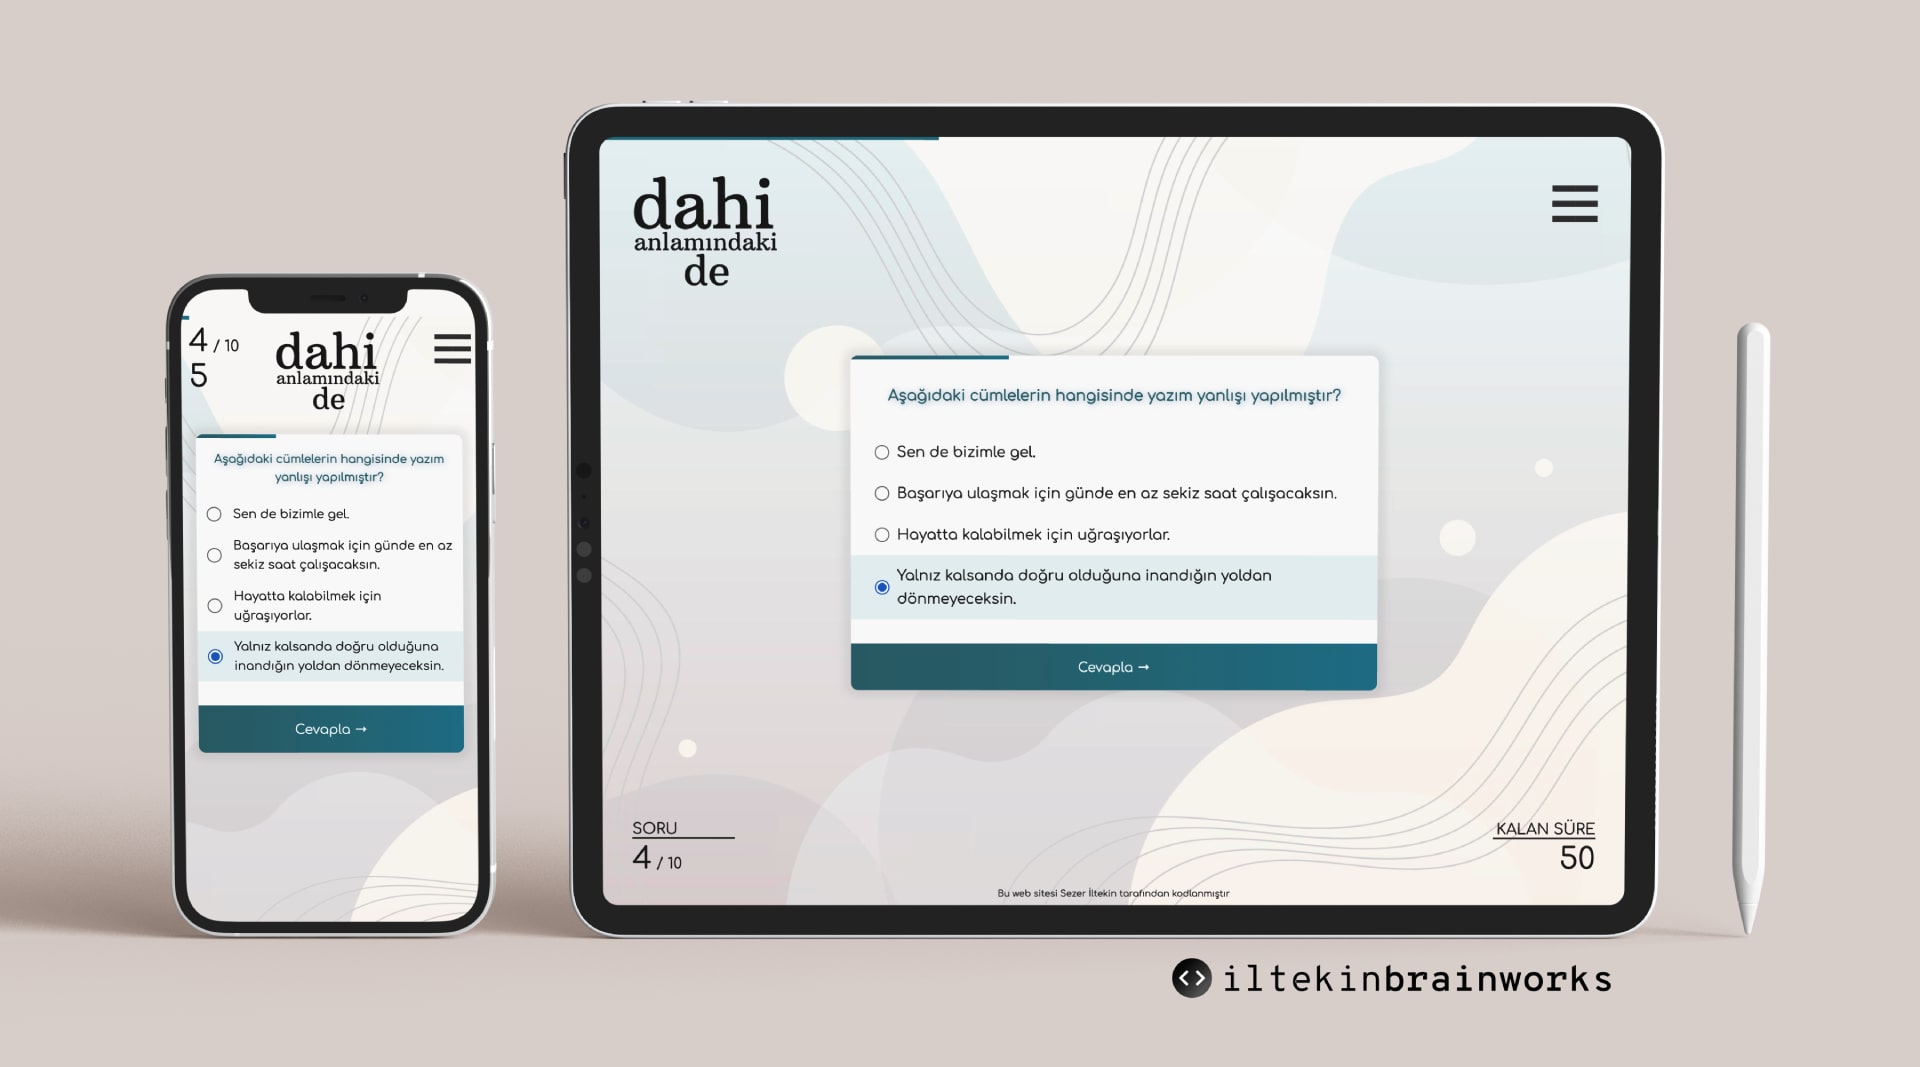 4 / 10
5
dahi
anlamındaki
de
Aşağıdaki cümlelerin hangisinde yazım
yanlışı yapılmıştır?
Sen de bizimle gel.
Başarıya ulaşmak için günde en az
sekiz saat çalışacaksın.
Hayatta kalabilmek için
uğraşıyorlar.
Yalnız kalsanda doğru olduğuna
inandığın yoldan dönmeyeceksin.
Cevapla →
dahi
anlamındaki
de
Aşağıdaki cümlelerin hangisinde yazım yanlışı yapılmıştır?
Sen de bizimle gel.
Başarıya ulaşmak için günde en az sekiz saat çalışacaksın.
Hayatta kalabilmek için uğraşıyorlar.
Yalnız kalsanda doğru olduğuna inandığın yoldan
dönmeyeceksin.
Cevapla →
SORU
4 / 10
KALAN SÜRE
50
Bu web sitesi Sezer İltekin tarafından kodlanmıştır
<> iltekinbrainworks